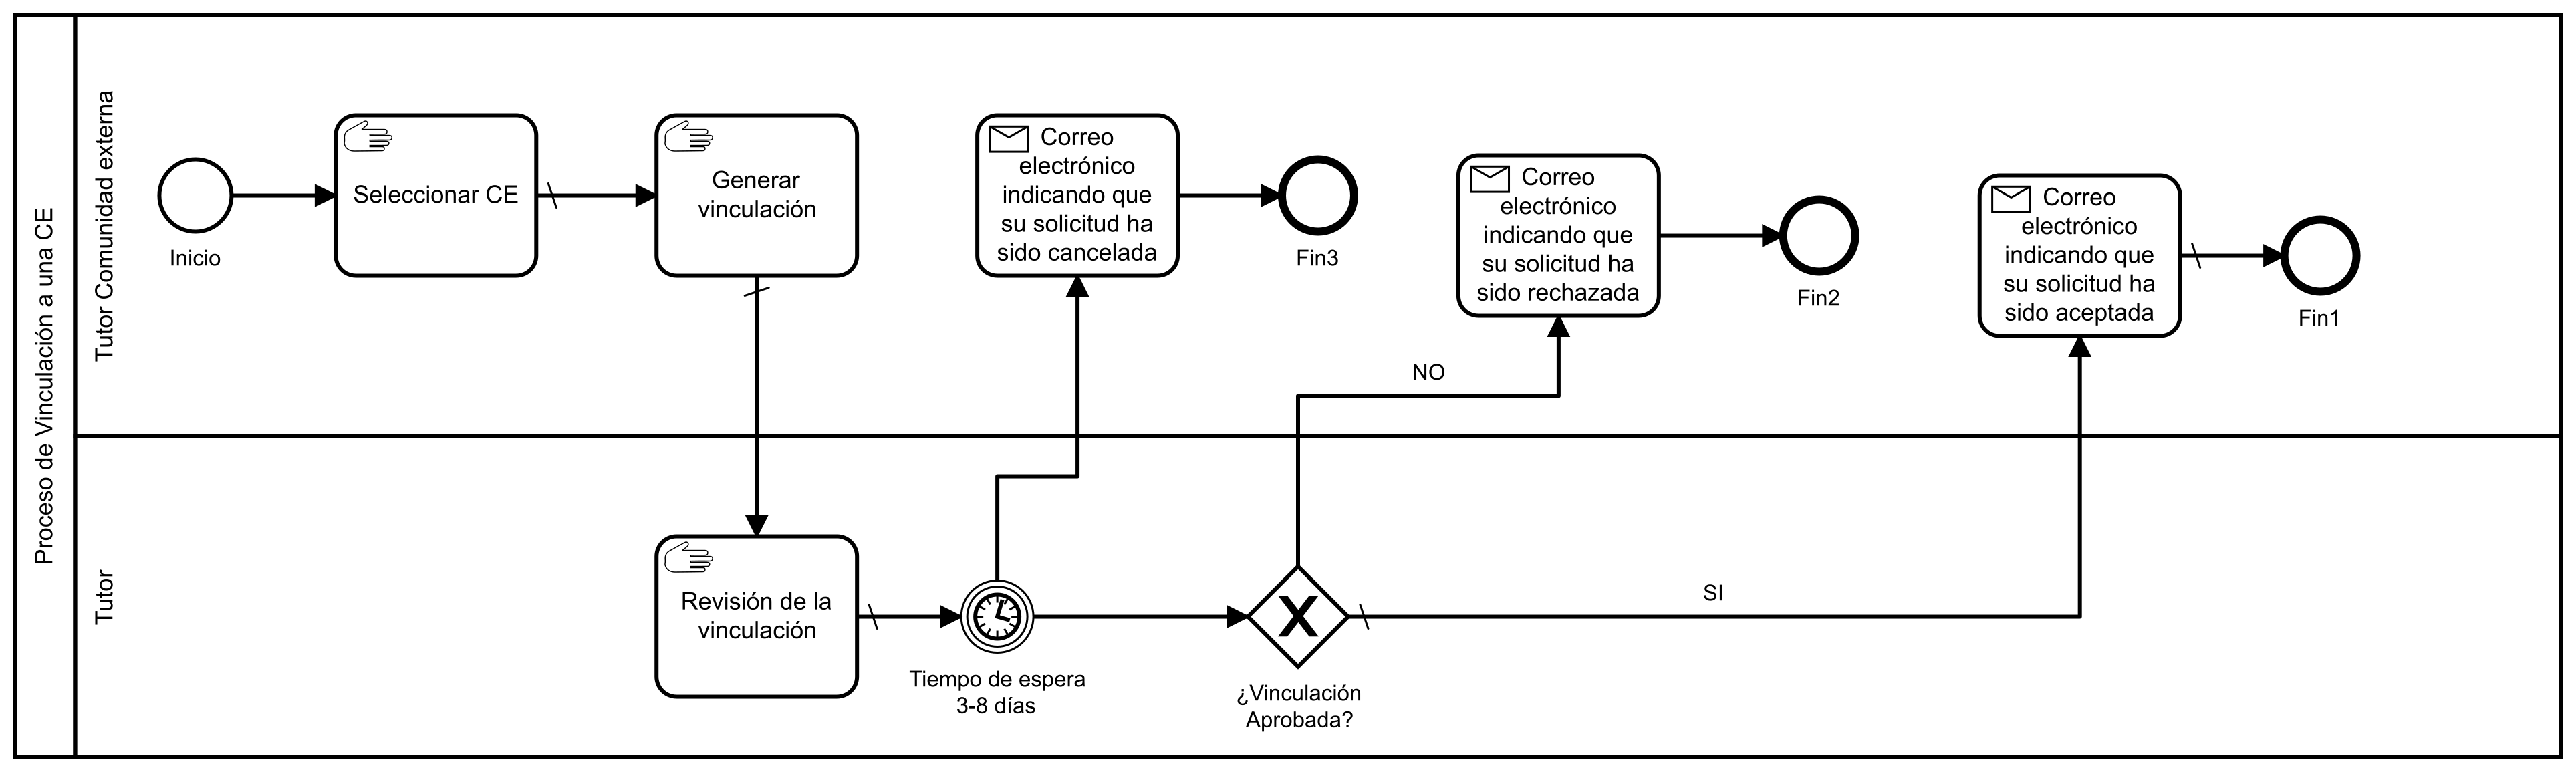 Proceso de Vinculación a una CE
Tutor Comunidad externa
Inicio
Seleccionar CE
Generar
vinculación
Correo
electrónico
indicando que
su solicitud ha
sido cancelada
Fin3
Correo
electrónico
indicando que
su solicitud ha
sido rechazada
Fin2
Correo
electrónico
indicando que
su solicitud ha
sido aceptada
Fin1
NO
Tutor
Revisión de la
vinculación
Tiempo de espera
3-8 días
X
¿Vinculación
Aprobada?
SI